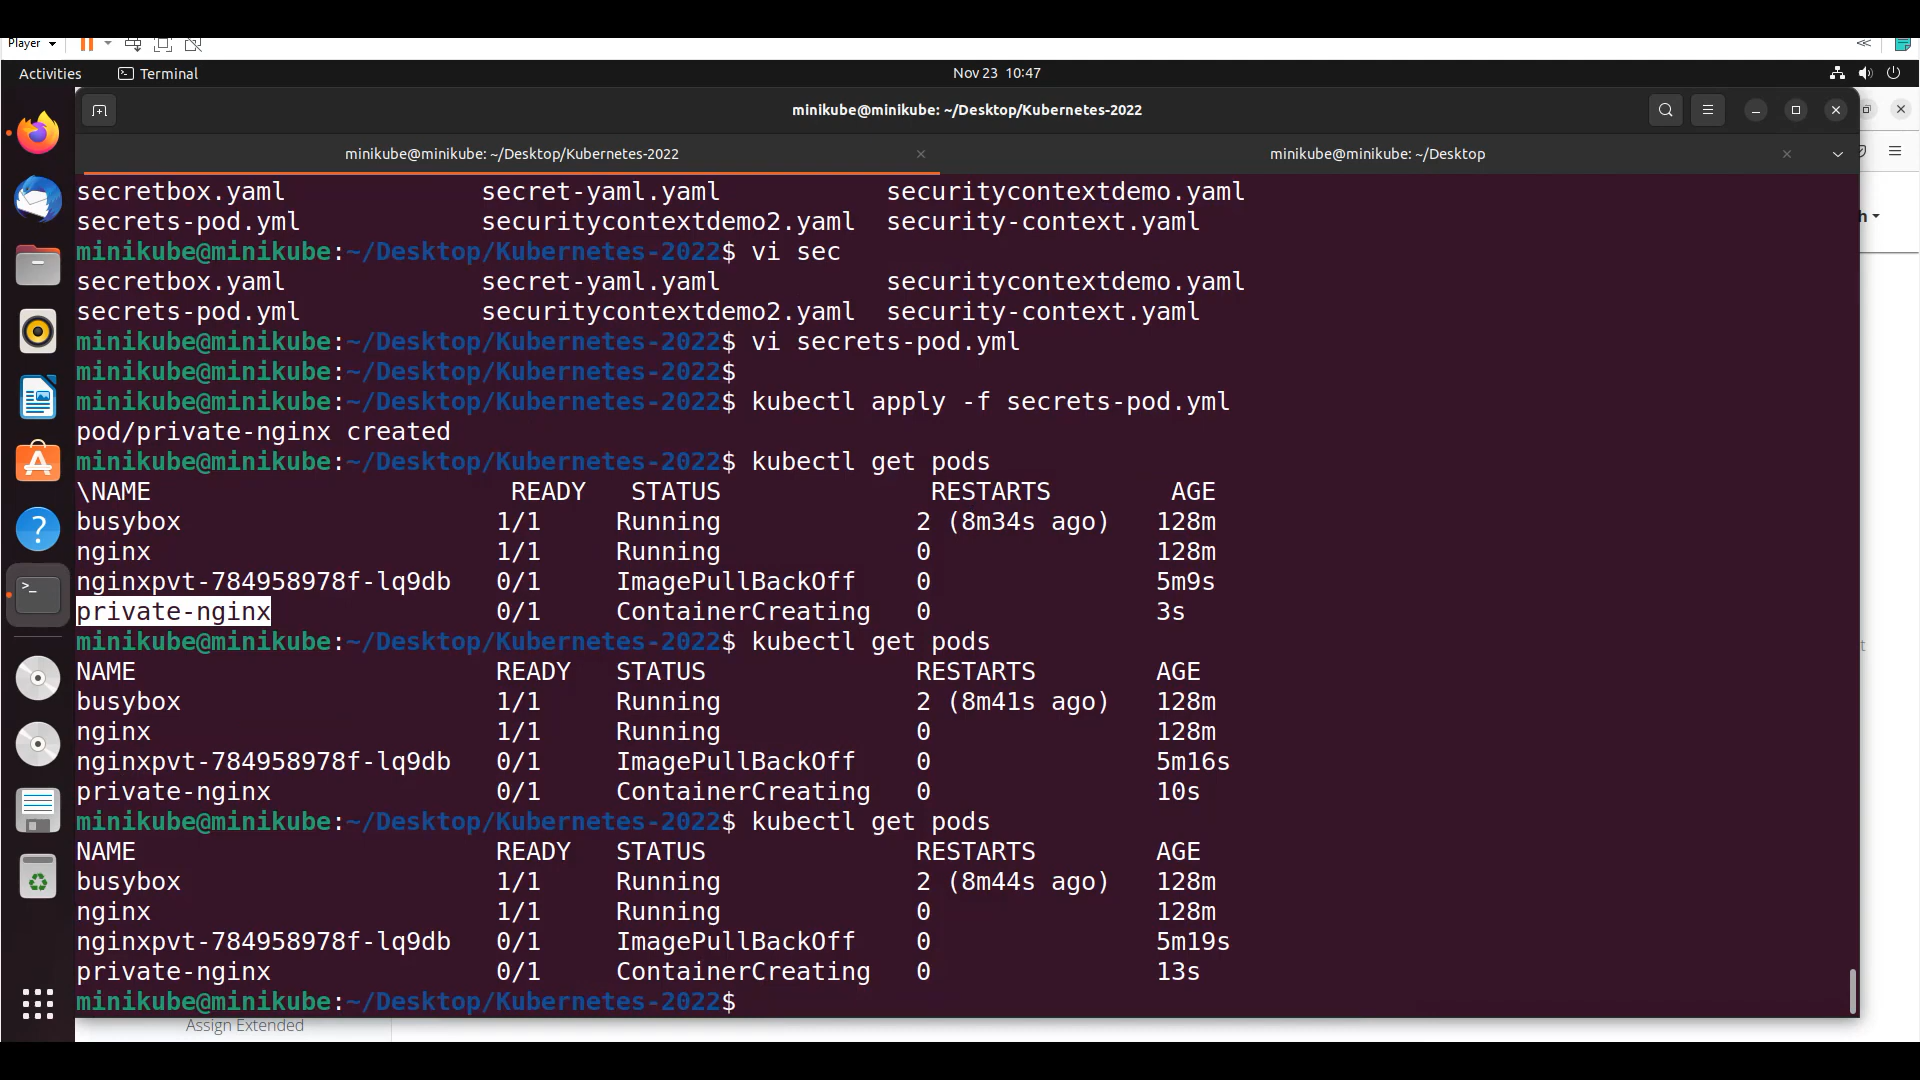 Player
Activities
Terminal
Nov 23 10:47
minikube@minikube: ~/Desktop/Kubernetes-2022
minikube@minikube: ~/Desktop/Kubernetes-2022
minikube@minikube: ~/Desktop
secretbox.yaml secret-yaml.yaml securitycontextdemo.yaml
secrets-pod.yml securitycontextdemo2.yaml security-context.yaml
minikube@minikube:~/Desktop/Kubernetes-2022$ vi sec
secretbox.yaml secret-yaml.yaml securitycontextdemo.yaml
secrets-pod.yml securitycontextdemo2.yaml security-context.yaml
minikube@minikube:~/Desktop/Kubernetes-2022$ vi secrets-pod.yml
minikube@minikube:~/Desktop/Kubernetes-2022$
minikube@minikube:~/Desktop/Kubernetes-2022$ kubectl apply -f secrets-pod.yml
pod/private-nginx created
minikube@minikube:~/Desktop/Kubernetes-2022$ kubectl get pods
\NAME READY STATUS RESTARTS AGE
busybox 1/1 Running 2 (8m34s ago) 128m
nginx 1/1 Running 0 128m
nginxpvt-784958978f-lq9db 0/1 ImagePullBackOff 0 5m9s
private-nginx 0/1 ContainerCreating 0 3s
minikube@minikube:~/Desktop/Kubernetes-2022$ kubectl get pods
NAME READY STATUS RESTARTS AGE
busybox 1/1 Running 2 (8m41s ago) 128m
nginx 1/1 Running 0 128m
nginxpvt-784958978f-lq9db 0/1 ImagePullBackOff 0 5m16s
private-nginx 0/1 ContainerCreating 0 10s
minikube@minikube:~/Desktop/Kubernetes-2022$ kubectl get pods
NAME READY STATUS RESTARTS AGE
busybox 1/1 Running 2 (8m44s ago) 128m
nginx 1/1 Running 0 128m
nginxpvt-784958978f-lq9db 0/1 ImagePullBackOff 0 5m19s
private-nginx 0/1 ContainerCreating 0 13s
minikube@minikube:~/Desktop/Kubernetes-2022$
Assign Extended